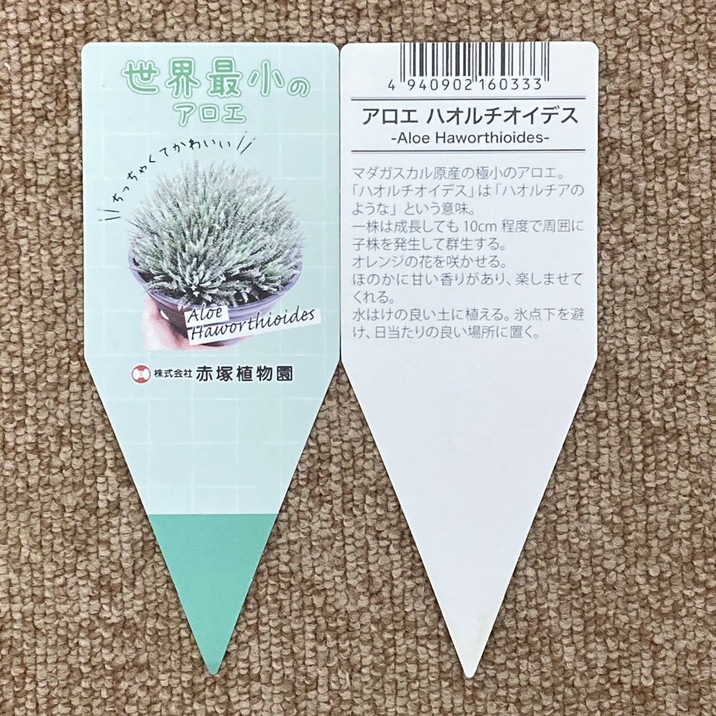 世界最小の
アロエ
ちっちゃくてかわいい
Aloe
Haworthioides
株式会社 赤塚植物園
4 940902 160333
アロエ ハオルチオイデス
-Aloe Haworthioides-
マダガスカル原産の極小のアロエ。
「ハオルチオイデス」は「ハオルチアの
ような」という意味。
一株は成長しても 10cm 程度で周囲に
子株を発生して群生する。
オレンジの花を咲かせる。
ほのかに甘い香りがあり、楽しませて
くれる。
水はけの良い土に植える。氷点下を避
け、日当たりの良い場所に置く。